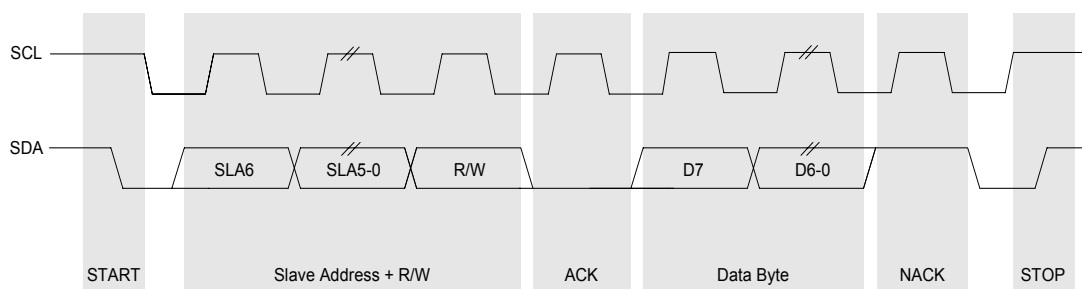 SCL
SDA
SLA6
SLA5-0
R/W
D7
D6-0
START
Slave Address + R/W
ACK
Data Byte
NACK
STOP